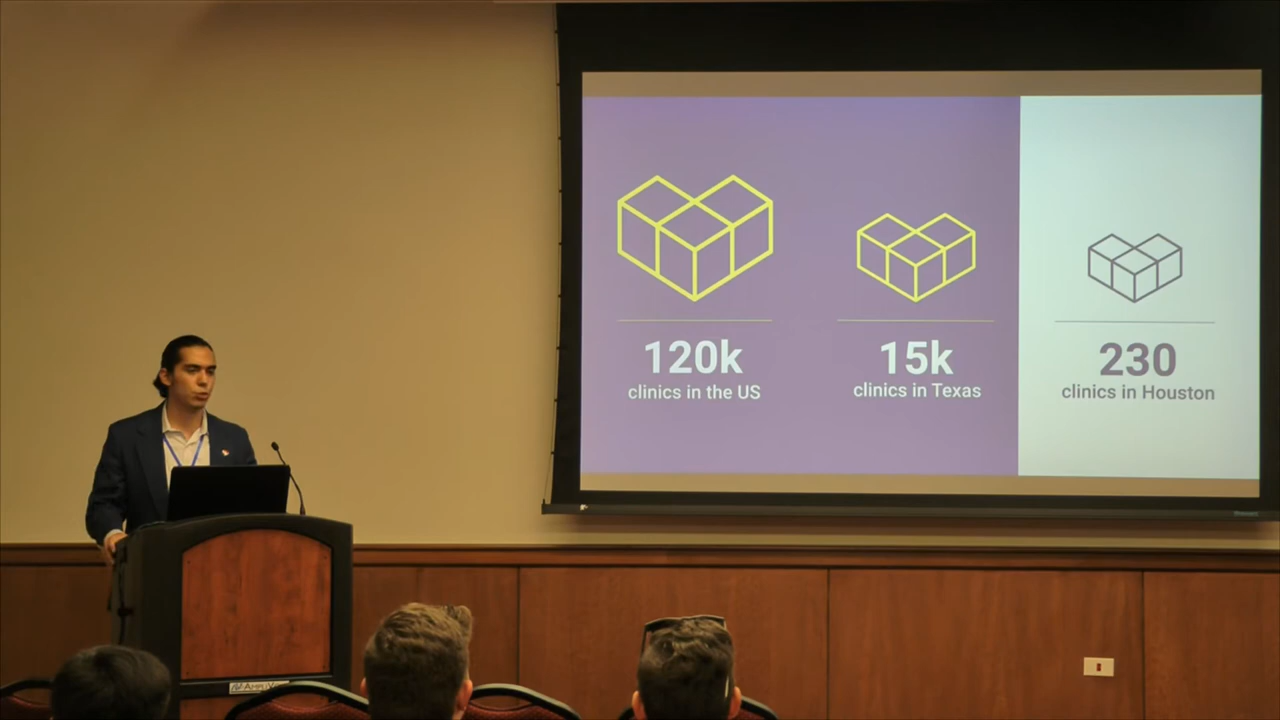 120k
clinics in the US
15k
clinics in Texas
230
clinics in Houston